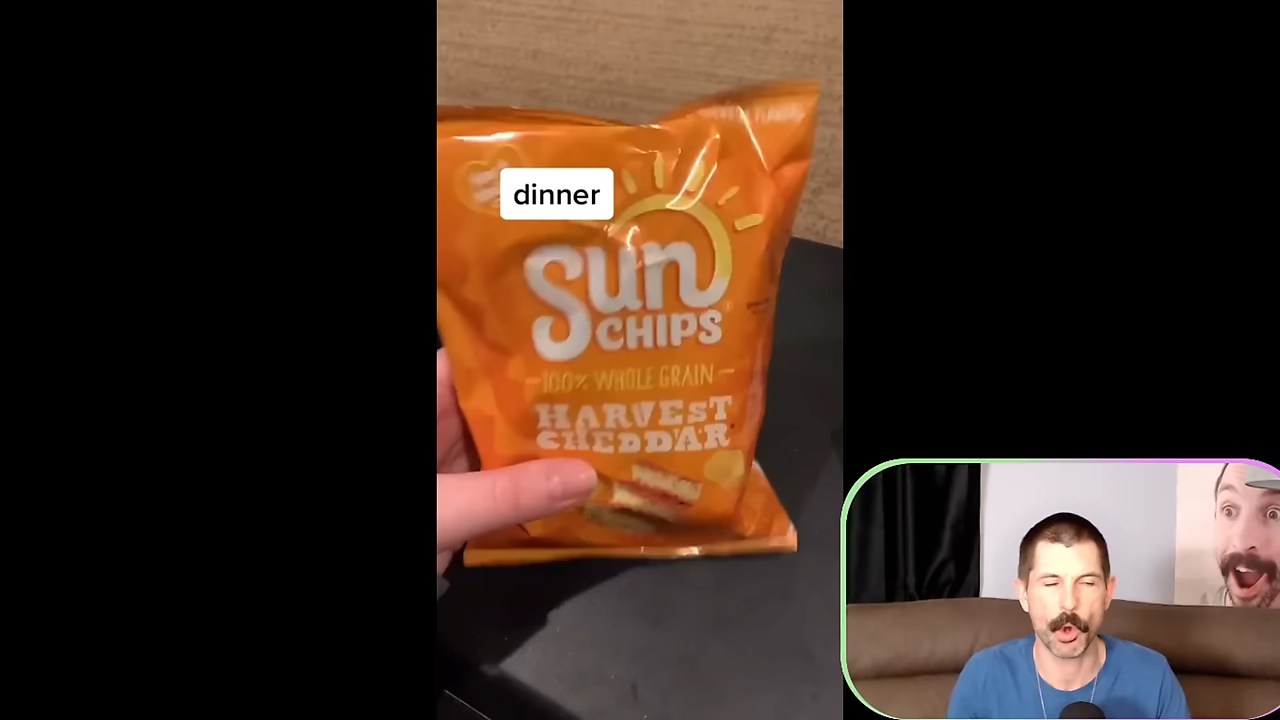 dinner
Sun
CHIPS
100% WHOLE GRAIN
HARVEST
CHEDDAR